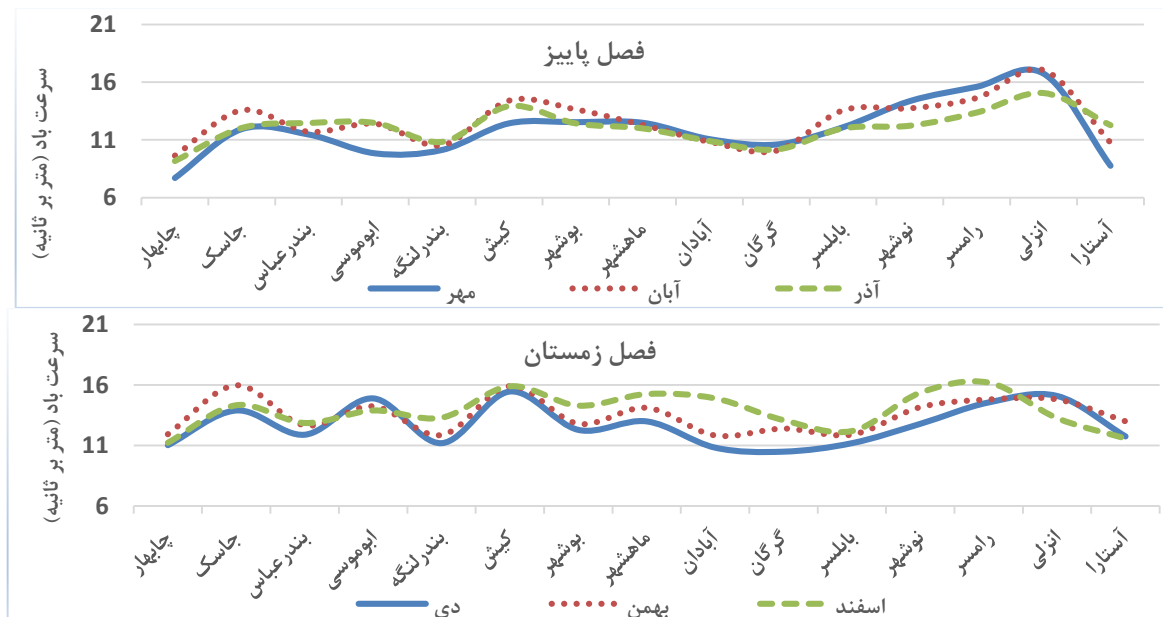 فصل پاییز
سرعت باد (متر بر ثانیه)
21
16
11
6
چابهار
جاسک
بندرعباس
ابوموسی
بندرلنگه
کیش
بوشهر
ماهشهر
آبادان
گرگان
بابلسر
نوشهر
رامسر
انزلی
آستارا
مهر
آبان
آذر
فصل زمستان
سرعت باد (متر بر ثانیه)
21
16
11
6
چابهار
جاسک
بندرعباس
ابوموسی
بندرلنگه
کیش
بوشهر
ماهشهر
آبادان
گرگان
بابلسر
نوشهر
رامسر
انزلی
آستارا
دی
بهمن
اسفند